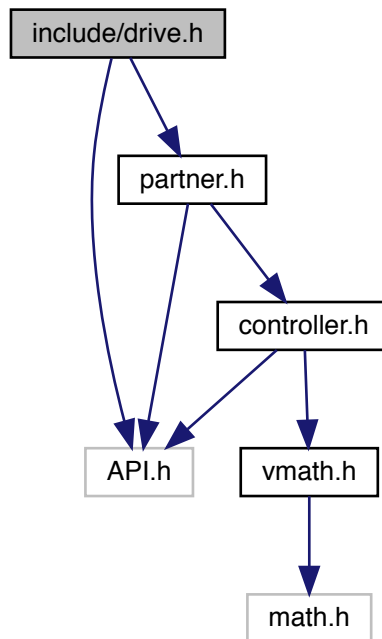 include/drive.h
partner.h
controller.h
API.h
vmath.h
math.h